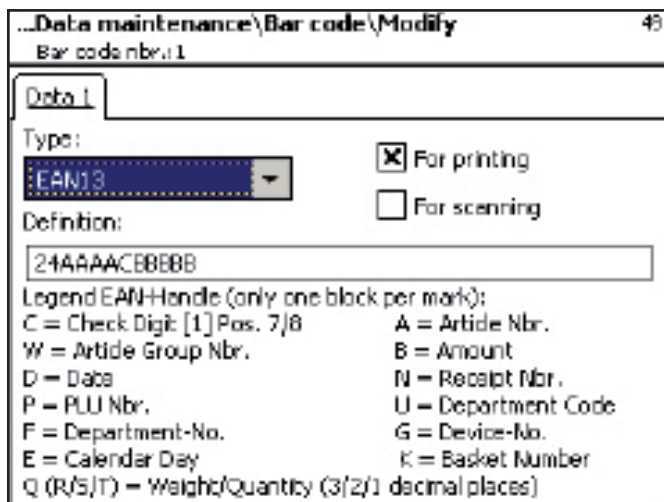 ...Data maintenance\Bar code\Modify 48
Bar code nbr.:1
Data 1
Type:
EAN13
For printing
For scanning
Definition:
24AAAACBBBBB
Legend EAN-Handle (only one block per mark):
C = Check Digit [1] Pos. 7/8 A = Article Nbr.
W = Article Group Nbr. B = Amount
D = Date N = Receipt Nbr.
P = PLU Nbr. U = Department Code
F = Department-No. G = Device-No.
E = Calendar Day K = Basket Number
Q (R/S/T) = Weight/Quantity (3/2/1 decimal places)